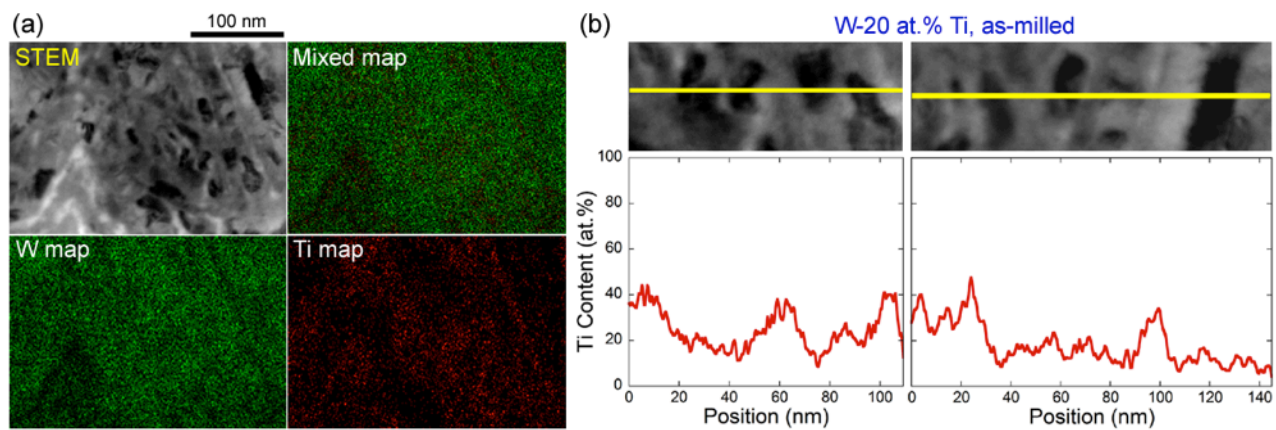 (a)
100 nm
STEM
Mixed map
W map
Ti map
(b)
W-20 at.% Ti, as-milled
Ti Content (at.%)
100
80
60
40
20
0
0 20 40 60 80 100
Position (nm)
0 20 40 60 80 100 120 140
Position (nm)